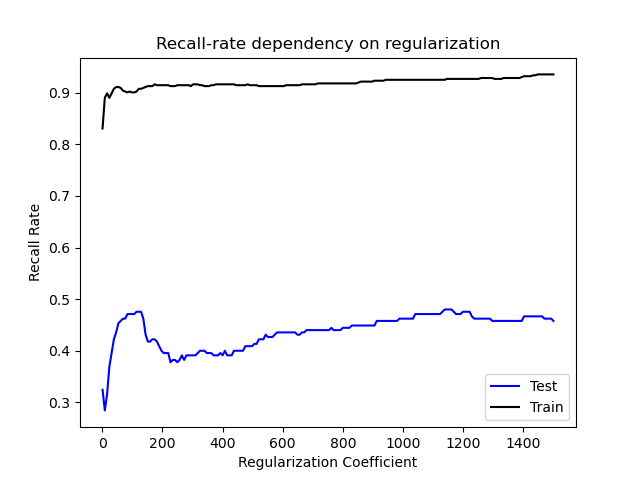 Recall-rate dependency on regularization
Recall Rate
0.9
0.8
0.7
0.6
0.5
0.4
0.3
0 200 400 600 800 1000 1200 1400
Regularization Coefficient
Test
Train